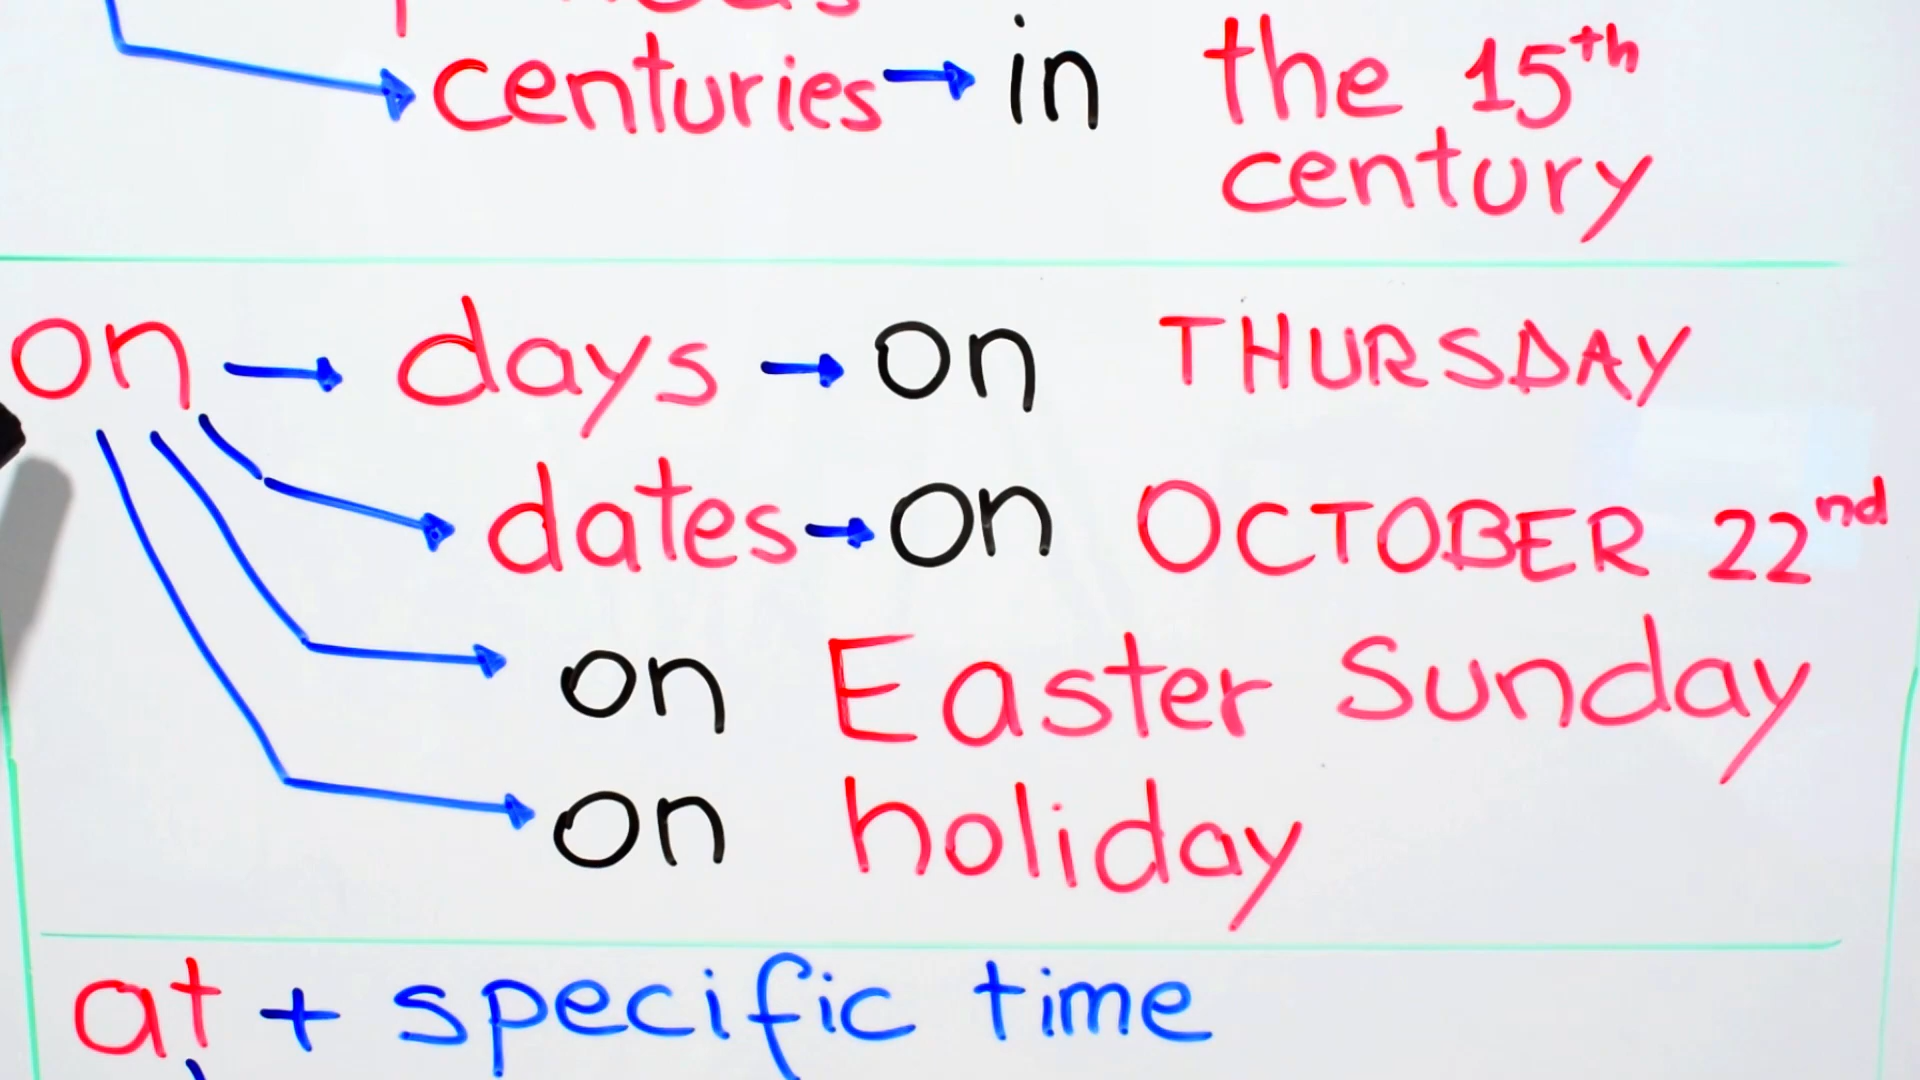 centuries → in the 15th
century
on → days → on THURSDAY
dates → on OCTOBER 22nd
on Easter Sunday
on holiday
at + specific time